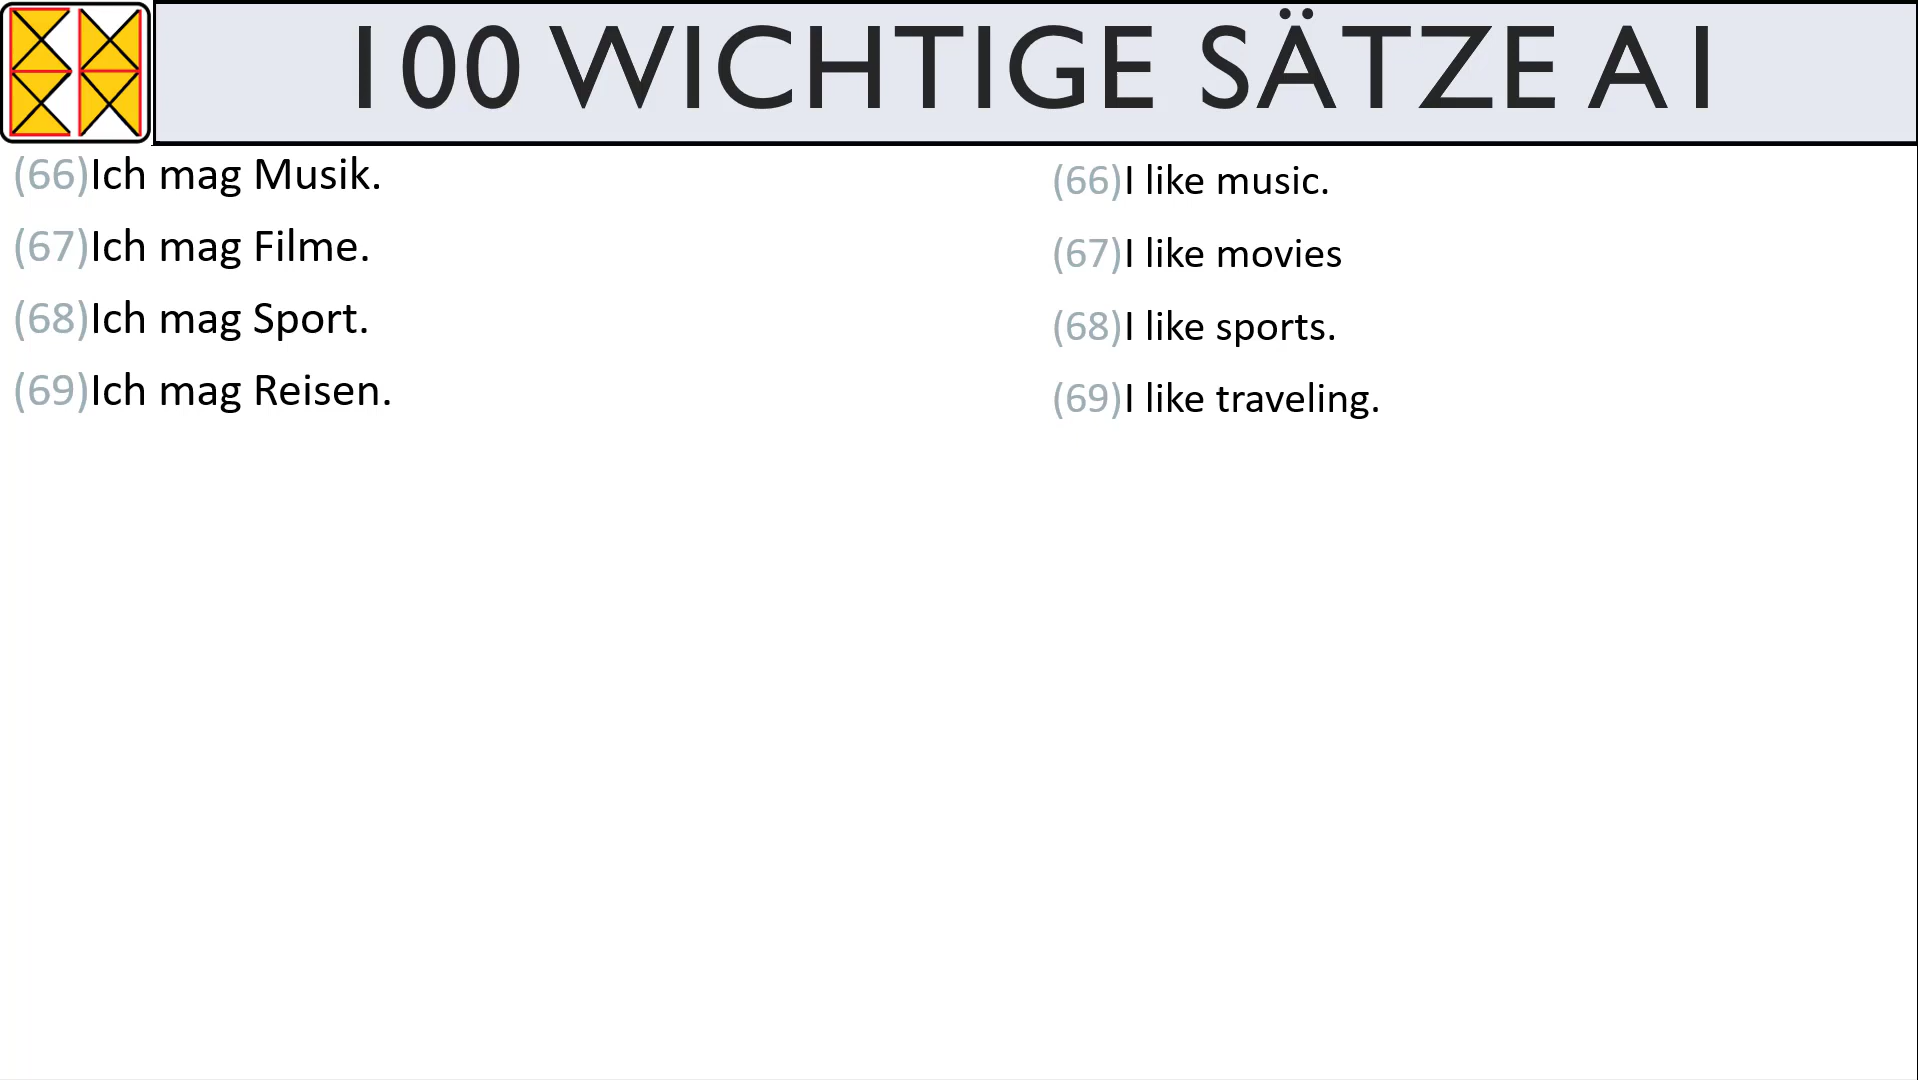 100 WICHTIGE SÄTZE A1
(66)Ich mag Musik.
(67)Ich mag Filme.
(68)Ich mag Sport.
(69)Ich mag Reisen.
(66)I like music.
(67)I like movies
(68)I like sports.
(69)I like traveling.